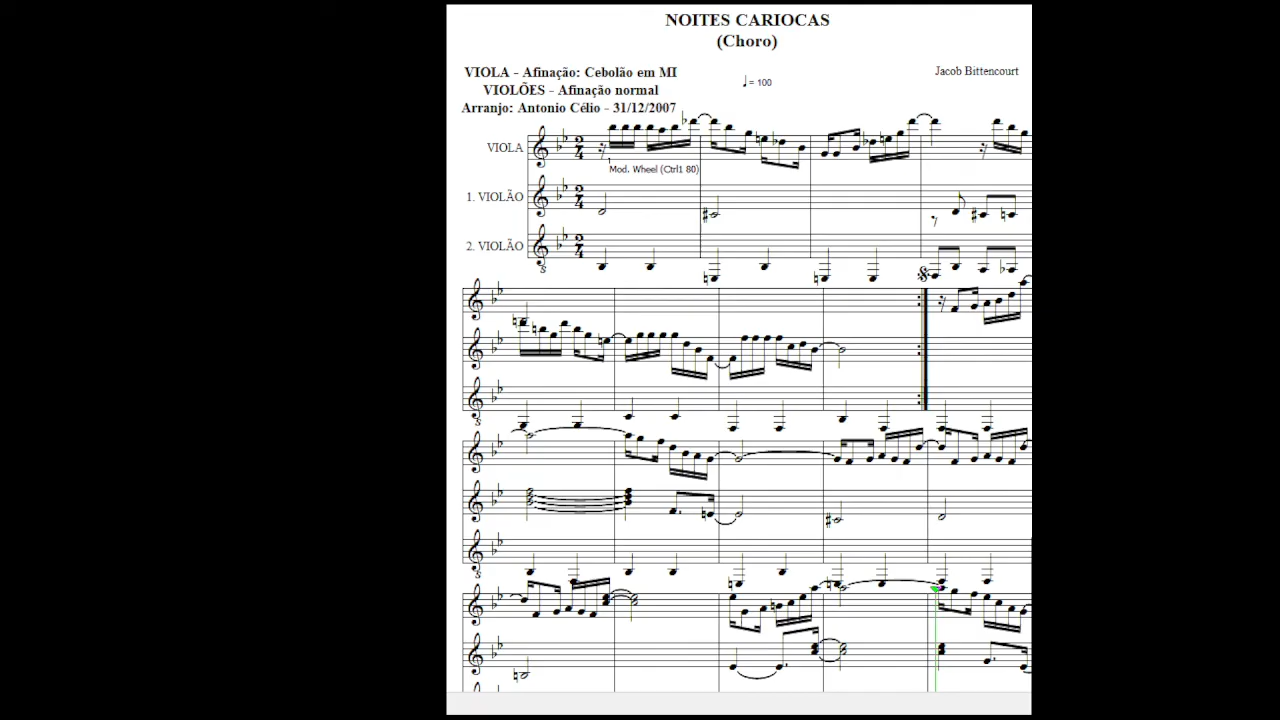 NOITES CARIOCAS
(Choro)
VIOLA - Afinação: Cebolão em MI
VIOLÕES - Afinação normal
Arranjo: Antonio Célio - 31/12/2007
Jacob Bittencourt
♩ = 100
VIOLA
Mod. Wheel (Ctrl1 80)
1. VIOLÃO
2. VIOLÃO